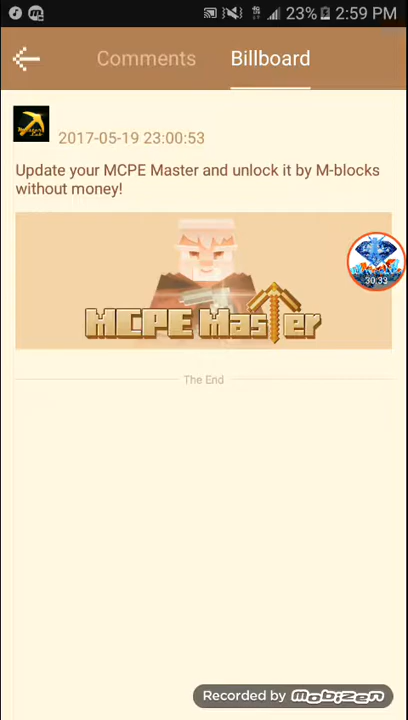 23% 2:59 PM
Comments Billboard
2017-05-19 23:00:53
Update your MCPE Master and unlock it by M-blocks
without money!
30:33
MCPE Master
The End
Recorded by mobizen